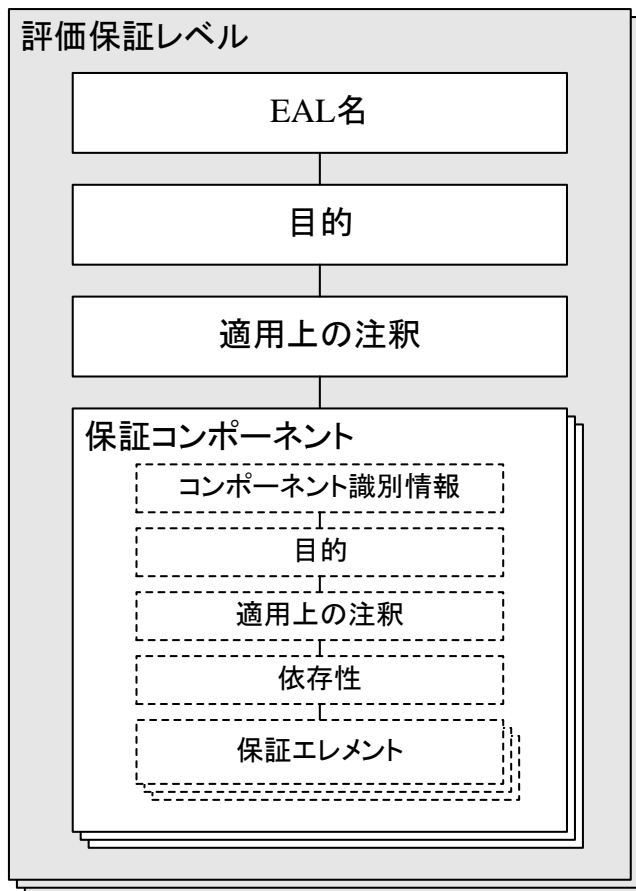 評価保証レベル
EAL名
目的
適用上の注釈
保証コンポーネント
コンポーネント識別情報
目的
適用上の注釈
依存性
保証エレメント